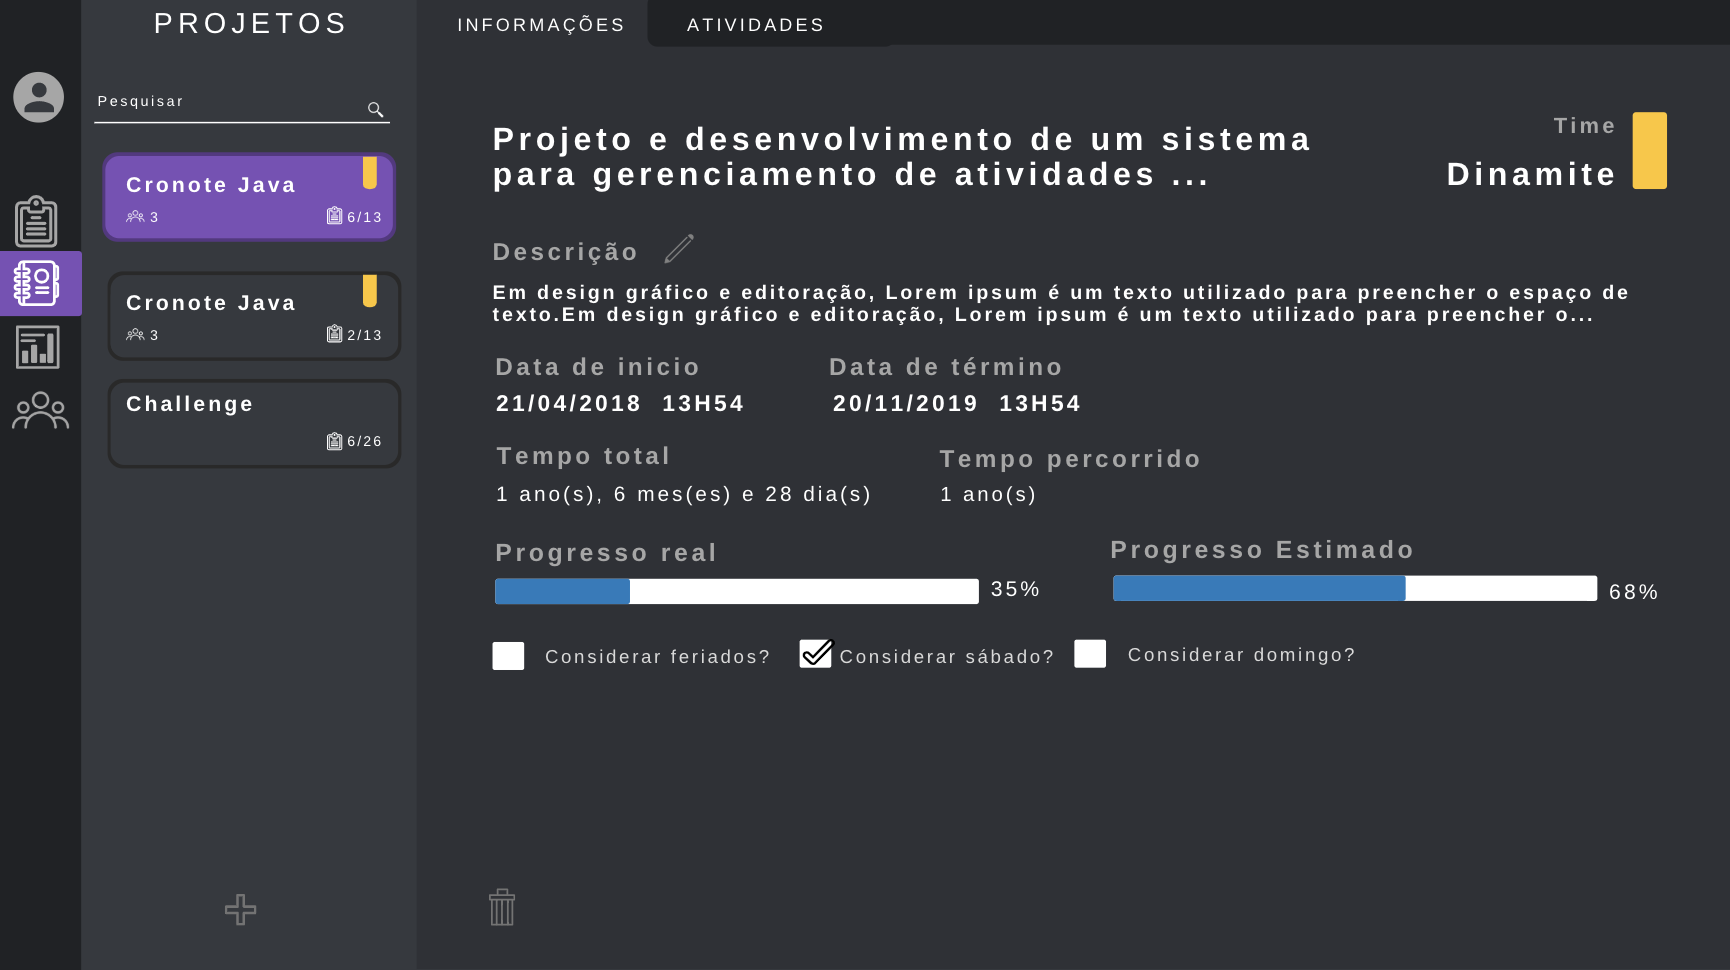 PROJETOS
INFORMAÇÕES
ATIVIDADES
Pesquisar
Cronote Java
3
6/13
Cronote Java
3
2/13
Challenge
6/26
Projeto e desenvolvimento de um sistema
para gerenciamento de atividades ...
Time
Dinamite
Descrição
Em design gráfico e editoração, Lorem ipsum é um texto utilizado para preencher o espaço de
texto.Em design gráfico e editoração, Lorem ipsum é um texto utilizado para preencher o...
Data de inicio
Data de término
21/04/2018 13H54
20/11/2019 13H54
Tempo total
Tempo percorrido
1 ano(s), 6 mes(es) e 28 dia(s)
1 ano(s)
Progresso real
Progresso Estimado
35%
68%
Considerar feriados?
Considerar sábado?
Considerar domingo?